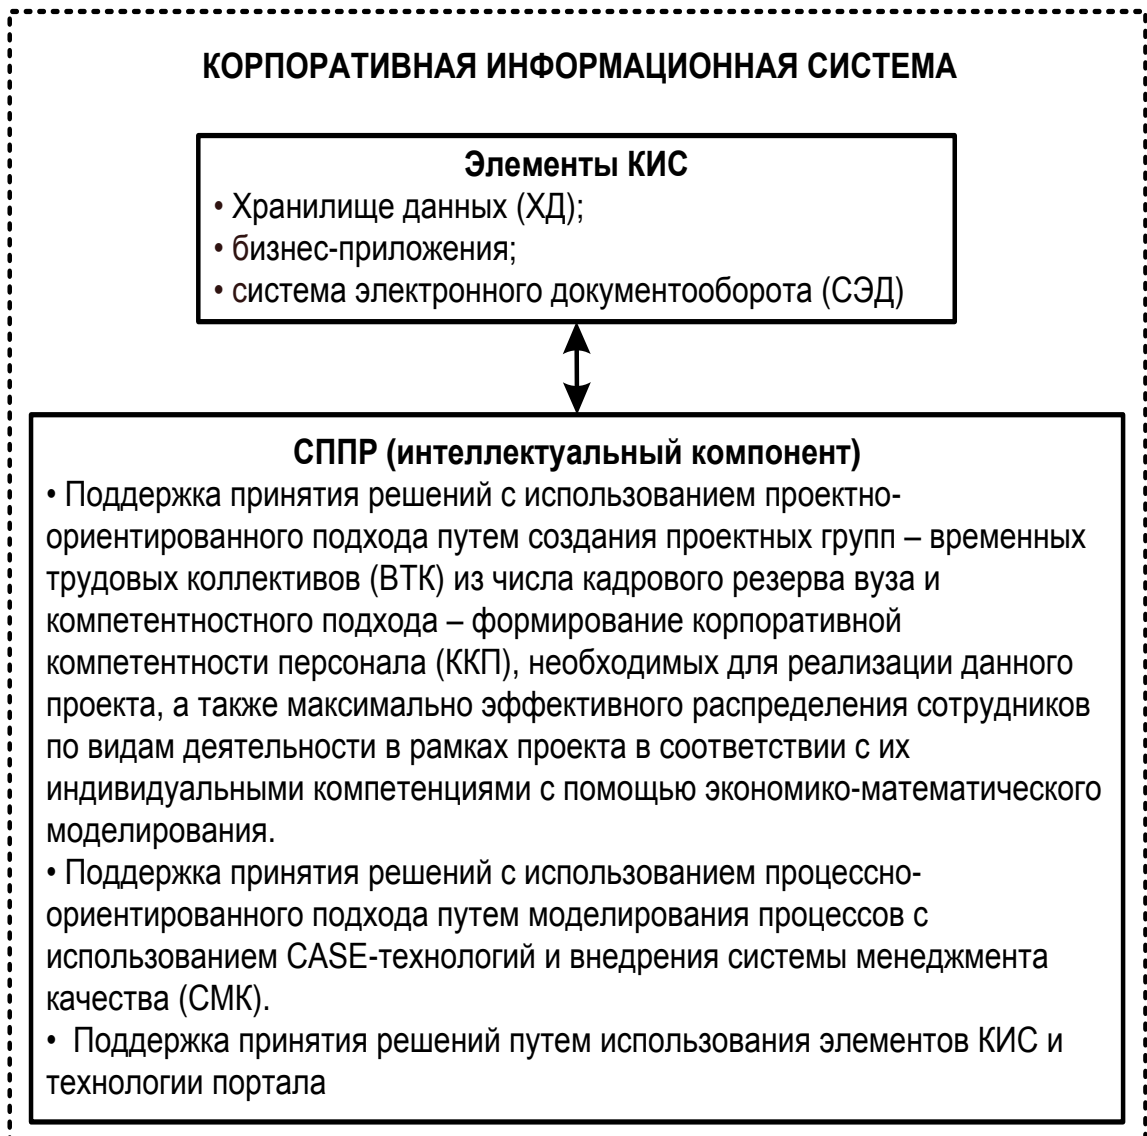 КОРПОРАТИВНАЯ ИНФОРМАЦИОННАЯ СИСТЕМА
Элементы КИС
• Хранилище данных (ХД);
• бизнес-приложения;
• система электронного документооборота (СЭД)
СППР (интеллектуальный компонент)
• Поддержка принятия решений с использованием проектно-
ориентированного подхода путем создания проектных групп – временных
трудовых коллективов (ВТК) из числа кадрового резерва вуза и
компетентностного подхода – формирование корпоративной
компетентности персонала (ККП), необходимых для реализации данного
проекта, а также максимально эффективного распределения сотрудников
по видам деятельности в рамках проекта в соответствии с их
индивидуальными компетенциями с помощью экономико-математического
моделирования.
• Поддержка принятия решений с использованием процессно-
ориентированного подхода путем моделирования процессов с
использованием CASE-технологий и внедрения системы менеджмента
качества (СМК).
• Поддержка принятия решений путем использования элементов КИС и
технологии портала